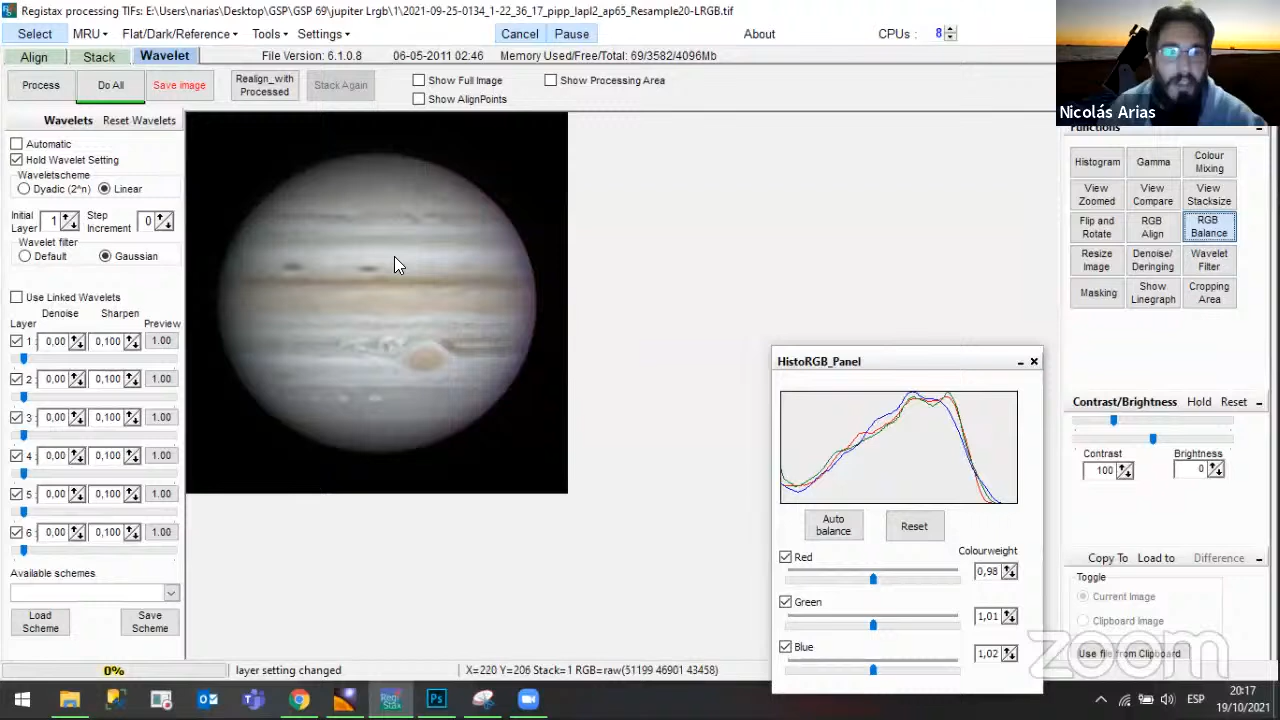 Registax processing TIFs: E:\Users\narias\Desktop\GSP\GSP 69\jupiter Lrgb\1\2021-09-25-0134_1-22_36_17_pipp_lapl2_ap65_Resample20-LRGB.tif
Select MRU Flat/Dark/Reference Tools Settings Cancel Pause About CPUs : 8
Align Stack Wavelet File Version: 6.1.0.8 06-05-2011 02:46 Memory Used/Free/Total: 69/3582/4096Mb
Process Do All Save image Realign_with Processed Stack Again
Show Full Image Show Processing Area
Show AlignPoints
Nicolás Arias
Wavelets Reset Wavelets
Automatic
Hold Wavelet Setting
Waveletscheme
Dyadic (2^n) Linear
Initial Layer 1 Step Increment 0
Wavelet filter
Default Gaussian
Use Linked Wavelets
Denoise Sharpen
Layer Preview
1 0,00 0,100 1.00
2 0,00 0,100 1.00
3 0,00 0,100 1.00
4 0,00 0,100 1.00
5 0,00 0,100 1.00
6 0,00 0,100 1.00
Available schemes
Load Scheme Save Scheme
Functions
Histogram Gamma Colour Mixing
View Zoomed View Compare View Stacksize
Flip and Rotate RGB Align RGB Balance
Resize Image Denoise/ Deringing Wavelet Filter
Masking Show Linegraph Cropping Area
HistoRGB_Panel
Auto balance Reset
Colourweight
Red 0,98
Green 1,01
Blue 1,02
Contrast/Brightness Hold Reset
Contrast Brightness
100 0
Copy To Load to Difference
Toggle
Current Image
Clipboard Image
Use file from Clipboard
zoom
0% layer setting changed X=220 Y=206 Stack=1 RGB=raw(51199 46901 43458)
Ps ESP 20:17
19/10/2021